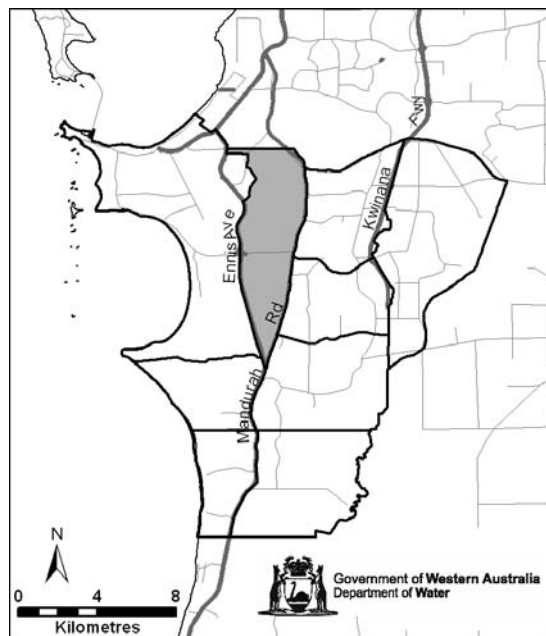 Fwy
Kwinana
Ennis Ave
Rd
Mandurah
N
0 4 8
Kilometres
Government of Western Australia
Department of Water